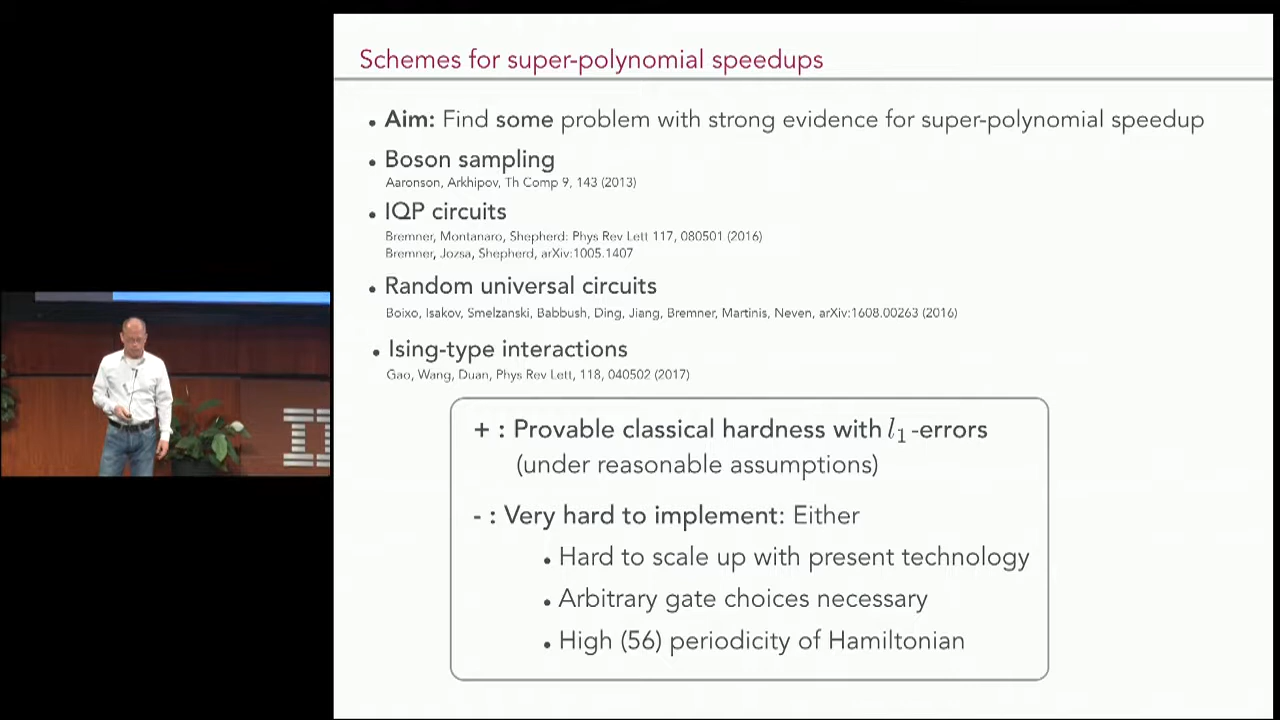 Schemes for super-polynomial speedups
• Aim: Find some problem with strong evidence for super-polynomial speedup
• Boson sampling
Aaronson, Arkhipov, Th Comp 9, 143 (2013)
• IQP circuits
Bremner, Montanaro, Shepherd: Phys Rev Lett 117, 080501 (2016)
Bremner, Jozsa, Shepherd, arXiv:1005.1407
• Random universal circuits
Boixo, Isakov, Smelzanski, Babbush, Ding, Jiang, Bremner, Martinis, Neven, arXiv:1608.00263 (2016)
• Ising-type interactions
Gao, Wang, Duan, Phys Rev Lett, 118, 040502 (2017)
+ : Provable classical hardness with l₁-errors
(under reasonable assumptions)
- : Very hard to implement: Either
• Hard to scale up with present technology
• Arbitrary gate choices necessary
• High (56) periodicity of Hamiltonian